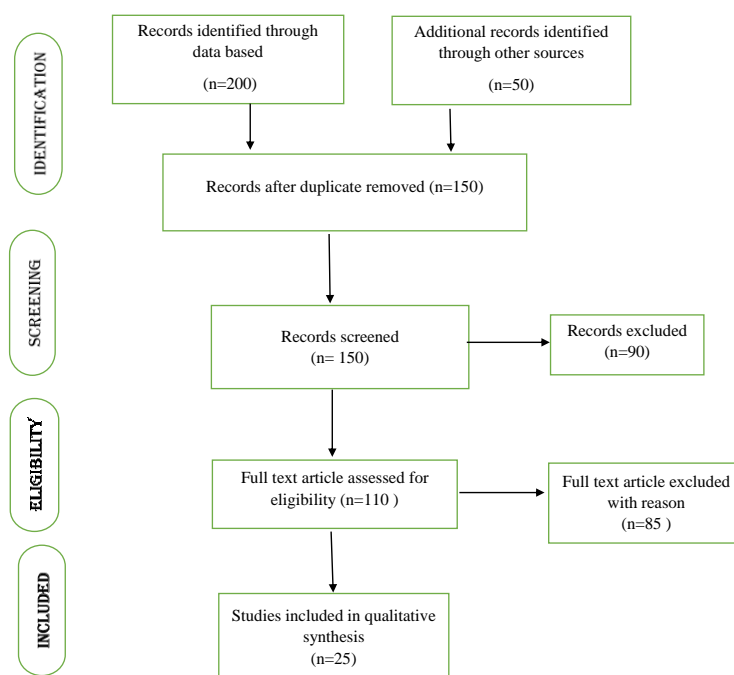 IDENTIFICATION
Records identified through
data based
(n=200)
Additional records identified
through other sources
(n=50)
Records after duplicate removed (n=150)
SCREENING
Records screened
(n= 150)
Records excluded
(n=90)
ELIGIBILITY
Full text article assessed for
eligibility (n=110 )
Full text article excluded
with reason
(n=85 )
INCLUDED
Studies included in qualitative
synthesis
(n=25)